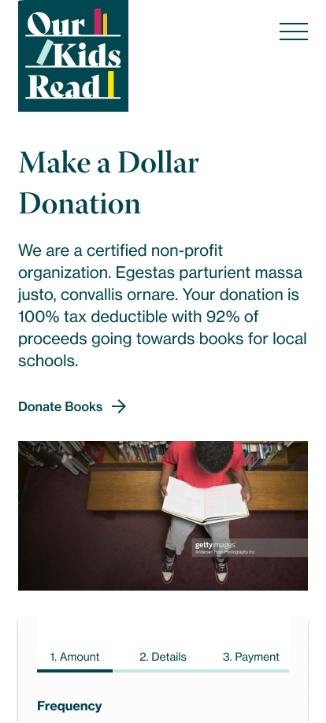 Our
Kids
Read
Make a Dollar
Donation
We are a certified non-profit
organization. Egestas parturient massa
justo, convallis ornare. Your donation is
100% tax deductible with 92% of
proceeds going towards books for local
schools.
Donate Books
gettyimages
1. Amount
2. Details
3. Payment
Frequency